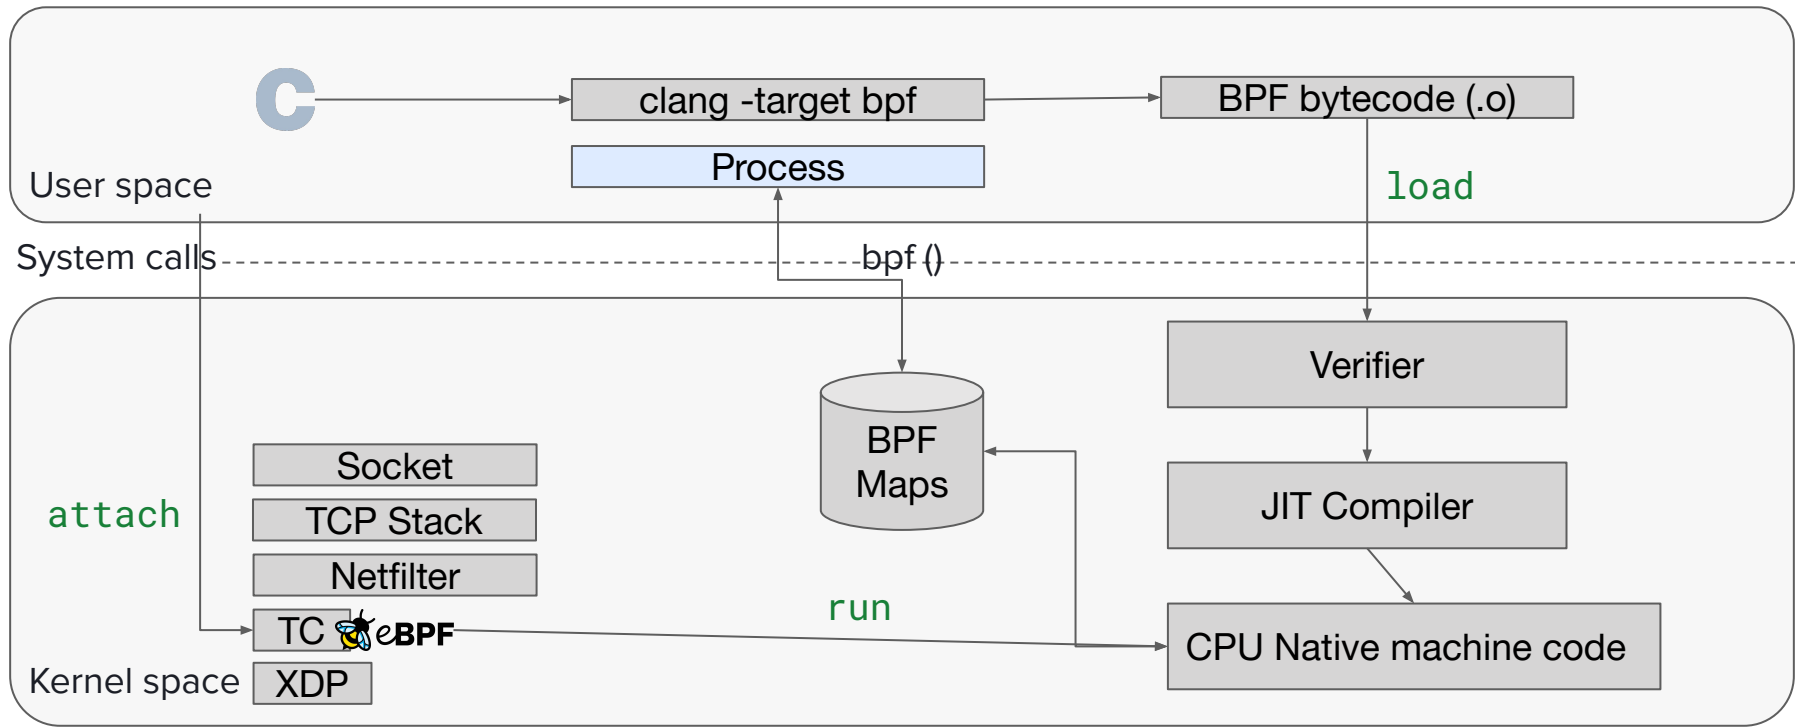 C
clang -target bpf
BPF bytecode (.o)
Process
User space
load
System calls
bpf ()
Verifier
BPF
Maps
Socket
TCP Stack
JIT Compiler
attach
Netfilter
run
TC
eBPF
CPU Native machine code
Kernel space
XDP